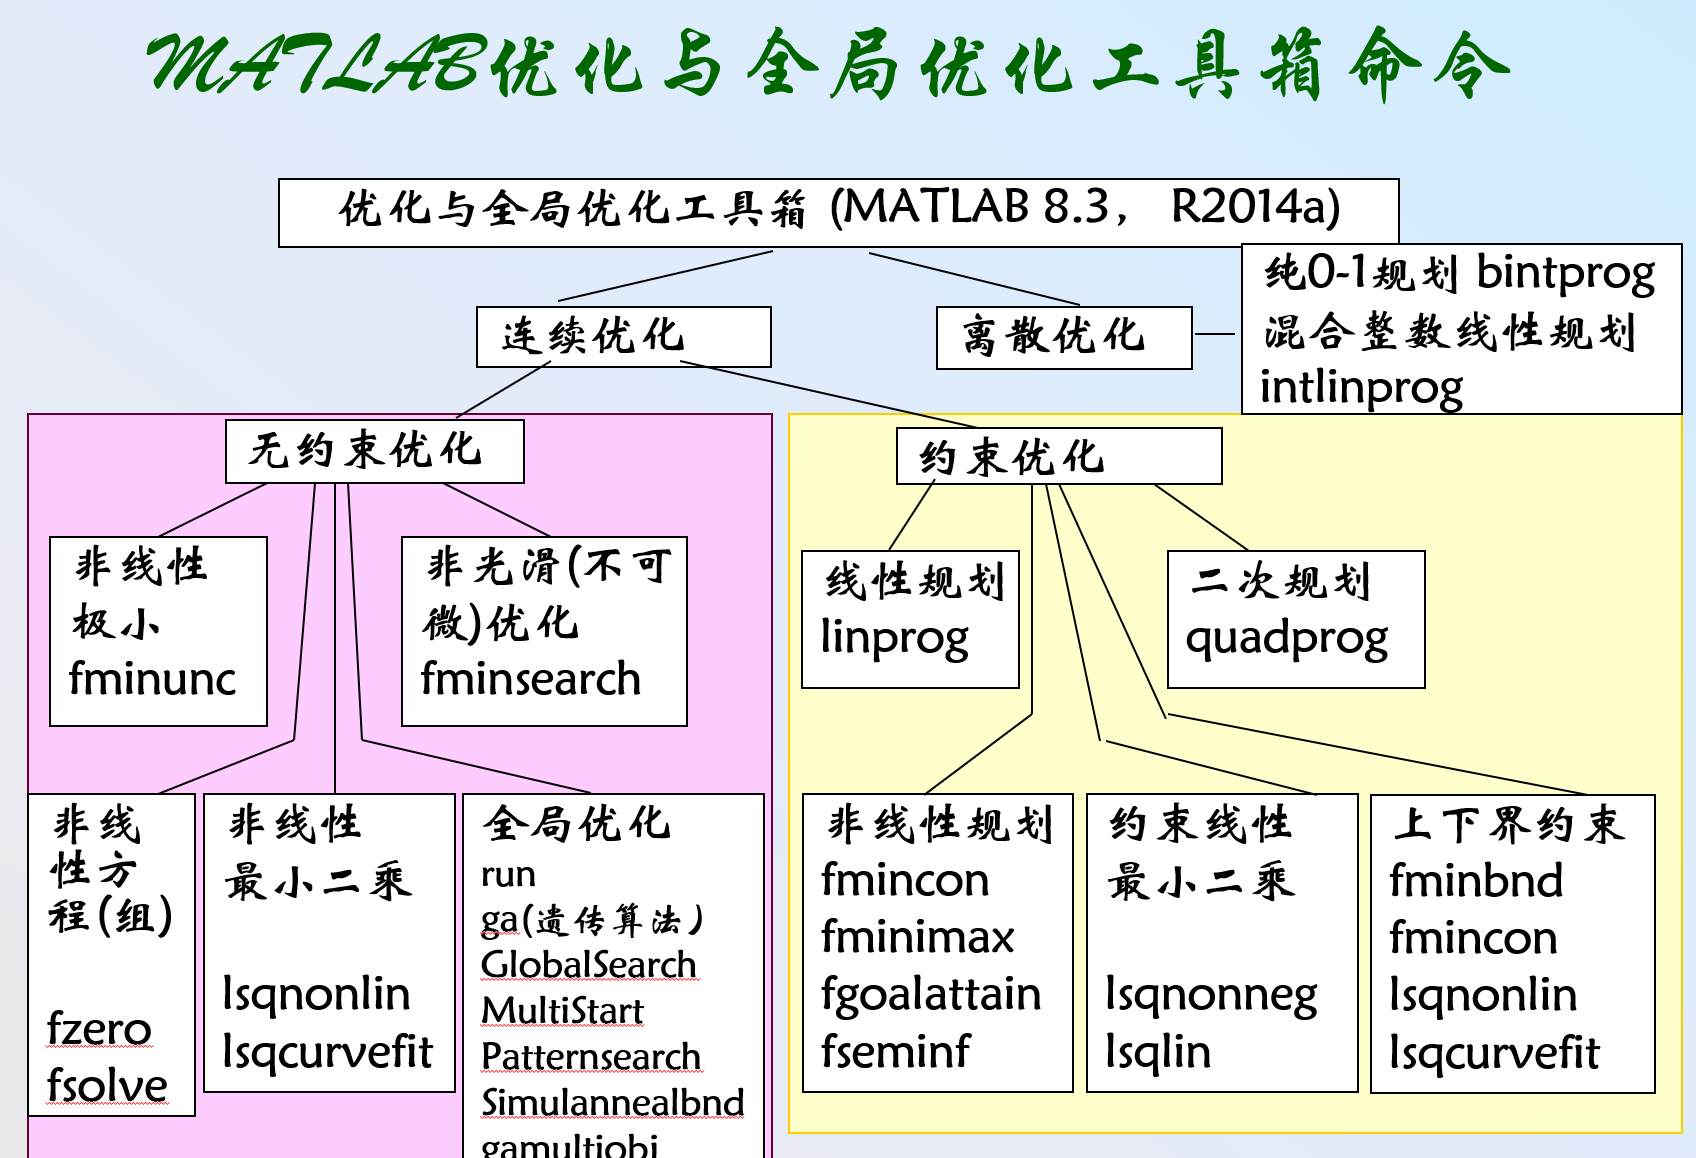 MATLAB优化与全局优化工具箱命令
优化与全局优化工具箱 (MATLAB 8.3， R2014a)
纯0-1规划 bintprog
混合整数线性规划
intlinprog
连续优化
离散优化
无约束优化
约束优化
非线性
极小
fminunc
非光滑(不可
微)优化
fminsearch
线性规划
linprog
二次规划
quadprog
非线
性方
程(组)
fzero
fsolve
非线性
最小二乘
lsqnonlin
lsqcurvefit
全局优化
run
ga(遗传算法)
GlobalSearch
MultiStart
Patternsearch
Simulannealbnd
gamultiobj
非线性规划
fmincon
fminimax
fgoalattain
fseminf
约束线性
最小二乘
lsqnonneg
lsqlin
上下界约束
fminbnd
fmincon
lsqnonlin
lsqcurvefit